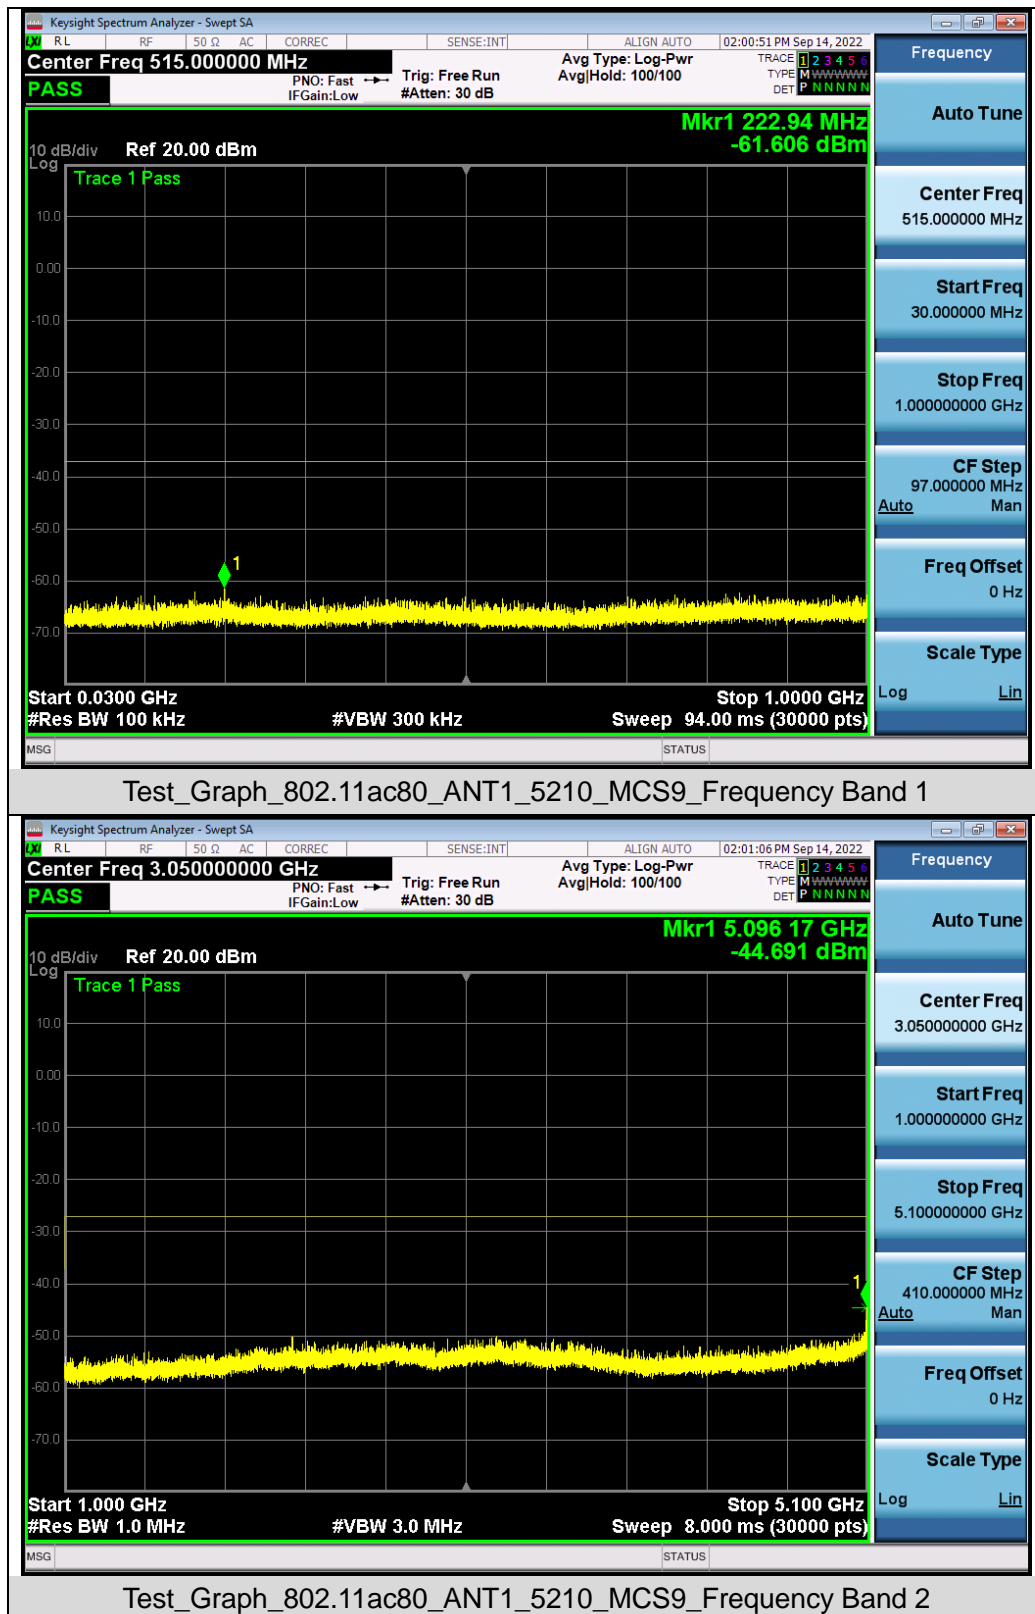 Keysight Spectrum Analyzer - Swept SA
LXI RL RF 50 Ω AC CORREC SENSE:INT ALIGN AUTO 02:00:51 PM Sep 14, 2022
Center Freq 515.000000 MHz
PASS
PNO: Fast
IFGain:Low
Trig: Free Run
#Atten: 30 dB
Avg Type: Log-Pwr
Avg|Hold: 100/100
TRACE 1 2 3 4 5 6
TYPE M WWWWW
DET P N N N N N
Mkr1 222.94 MHz
-61.606 dBm
10 dB/div Ref 20.00 dBm
Log
Trace 1 Pass
10.0
0.00
-10.0
-20.0
-30.0
-40.0
-50.0
1
-60.0
-70.0
Start 0.0300 GHz Stop 1.0000 GHz
#Res BW 100 kHz #VBW 300 kHz Sweep 94.00 ms (30000 pts)
MSG STATUS
Frequency
Auto Tune
Center Freq
515.000000 MHz
Start Freq
30.000000 MHz
Stop Freq
1.000000000 GHz
CF Step
97.000000 MHz
Auto Man
Freq Offset
0 Hz
Scale Type
Log Lin
Test_Graph_802.11ac80_ANT1_5210_MCS9_Frequency Band 1
Keysight Spectrum Analyzer - Swept SA
LXI RL RF 50 Ω AC CORREC SENSE:INT ALIGN AUTO 02:01:06 PM Sep 14, 2022
Center Freq 3.050000000 GHz
PASS
PNO: Fast
IFGain:Low
Trig: Free Run
#Atten: 30 dB
Avg Type: Log-Pwr
Avg|Hold: 100/100
TRACE 1 2 3 4 5 6
TYPE M WWWWW
DET P N N N N N
Mkr1 5.096 17 GHz
-44.691 dBm
10 dB/div Ref 20.00 dBm
Log
Trace 1 Pass
10.0
0.00
-10.0
-20.0
-30.0
-40.0
1
-50.0
-60.0
-70.0
Start 1.000 GHz Stop 5.100 GHz
#Res BW 1.0 MHz #VBW 3.0 MHz Sweep 8.000 ms (30000 pts)
MSG STATUS
Frequency
Auto Tune
Center Freq
3.050000000 GHz
Start Freq
1.000000000 GHz
Stop Freq
5.100000000 GHz
CF Step
410.000000 MHz
Auto Man
Freq Offset
0 Hz
Scale Type
Log Lin
Test_Graph_802.11ac80_ANT1_5210_MCS9_Frequency Band 2